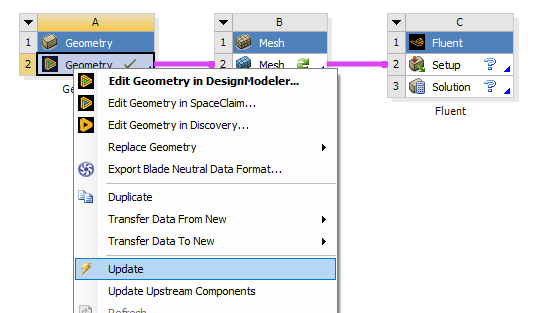 A B C
1 Geometry 1 Mesh 1 Fluent
2 Geometry 2 Mesh 2 Setup
3 Solution
Fluent
Edit Geometry in DesignModeler...
Edit Geometry in SpaceClaim...
Edit Geometry in Discovery...
Replace Geometry
Export Blade Neutral Data Format...
Duplicate
Transfer Data From New
Transfer Data To New
Update
Update Upstream Components
Refresh